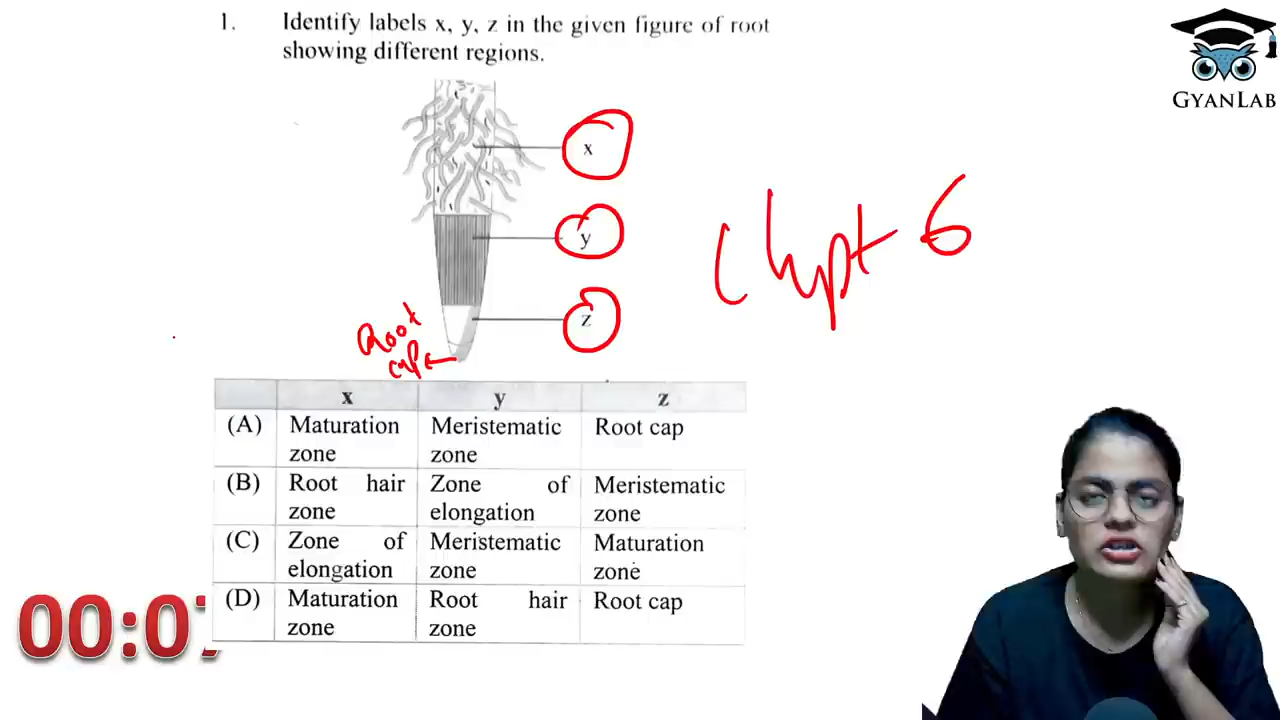 1. Identify labels x, y, z in the given figure of root
showing different regions.
GYANLAB
x
y
z
Root
cap
x y z
(A) Maturation zone Meristematic zone Root cap
(B) Root hair zone Zone of elongation Meristematic zone
(C) Zone of elongation Meristematic zone Maturation zone
(D) Maturation zone Root hair zone Root cap